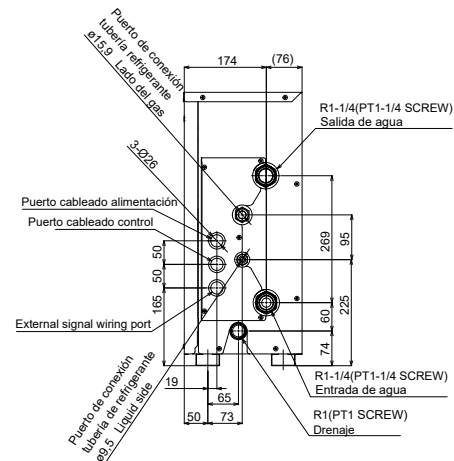 Puerto de conexión
tubería refrigerante
ø15,9 Lado del gas
174
(76)
R1-1/4(PT1-1/4 SCREW)
Salida de agua
3-Ø26
Puerto cableado alimentación
Puerto cableado control
50
50
165
269
95
60
225
74
External signal wiring port
Puerto de conexión
tubería de refrigerante
ø9.5 Liquid side
19
65
50
73
R1-1/4(PT1-1/4 SCREW)
Entrada de agua
R1(PT1 SCREW)
Drenaje